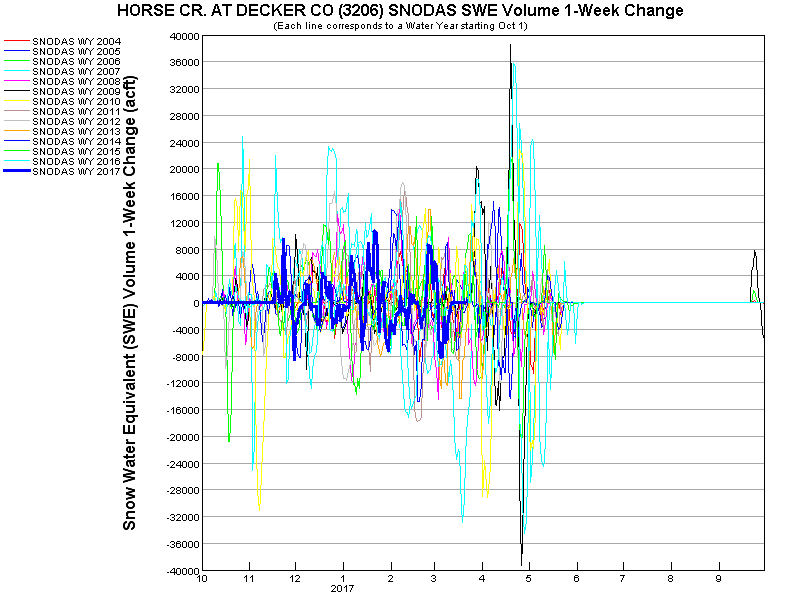 HORSE CR. AT DECKER CO (3206) SNODAS SWE Volume 1-Week Change
(Each line corresponds to a Water Year starting Oct 1)
SNODAS WY 2004
SNODAS WY 2005
SNODAS WY 2006
SNODAS WY 2007
SNODAS WY 2008
SNODAS WY 2009
SNODAS WY 2010
SNODAS WY 2011
SNODAS WY 2012
SNODAS WY 2013
SNODAS WY 2014
SNODAS WY 2015
SNODAS WY 2016
SNODAS WY 2017
Snow Water Equivalent (SWE) Volume 1-Week Change (acft)
40000
36000
32000
28000
24000
20000
16000
12000
8000
4000
0
-4000
-8000
-12000
-16000
-20000
-24000
-28000
-32000
-36000
-40000
10 11 12 1 2 3 4 5 6 7 8 9
2017